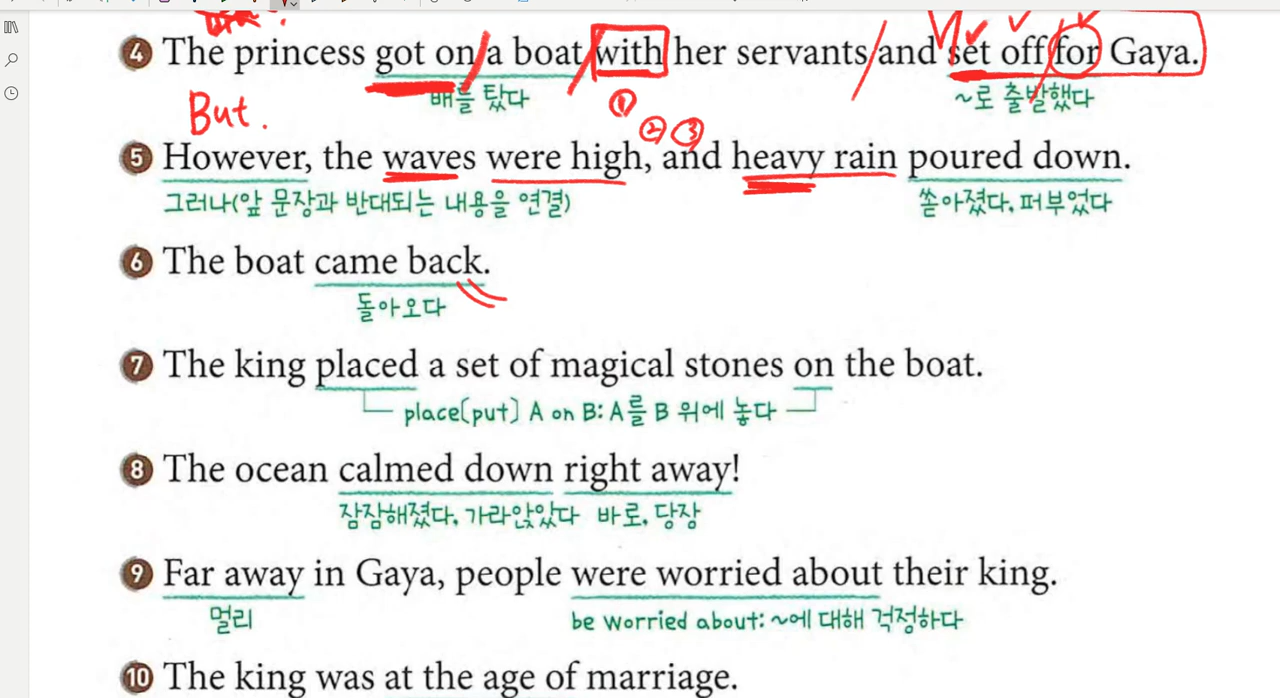 ④ The princess got on a boat with her servants and set off for Gaya.
배를 탔다 ~로 출발했다
But. ① ② ③
⑤ However, the waves were high, and heavy rain poured down.
그러나(앞 문장과 반대되는 내용을 연결) 쏟아졌다, 퍼부었다
⑥ The boat came back.
돌아오다
⑦ The king placed a set of magical stones on the boat.
place(put) A on B: A를 B 위에 놓다
⑧ The ocean calmed down right away!
잠잠해졌다, 가라앉았다 바로, 당장
⑨ Far away in Gaya, people were worried about their king.
멀리 be worried about: ~에 대해 걱정하다
⑩ The king was at the age of marriage.